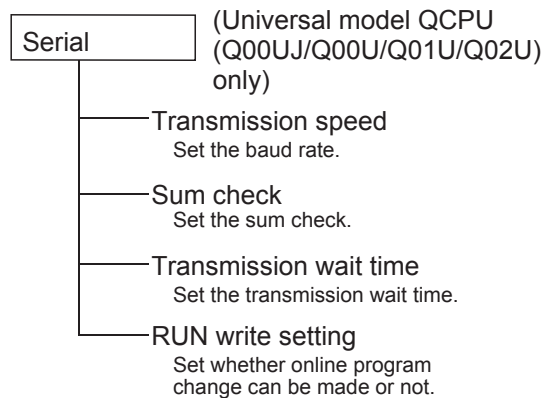 Serial
(Universal model QCPU
(Q00UJ/Q00U/Q01U/Q02U)
only)
Transmission speed
Set the baud rate.
Sum check
Set the sum check.
Transmission wait time
Set the transmission wait time.
RUN write setting
Set whether online program
change can be made or not.